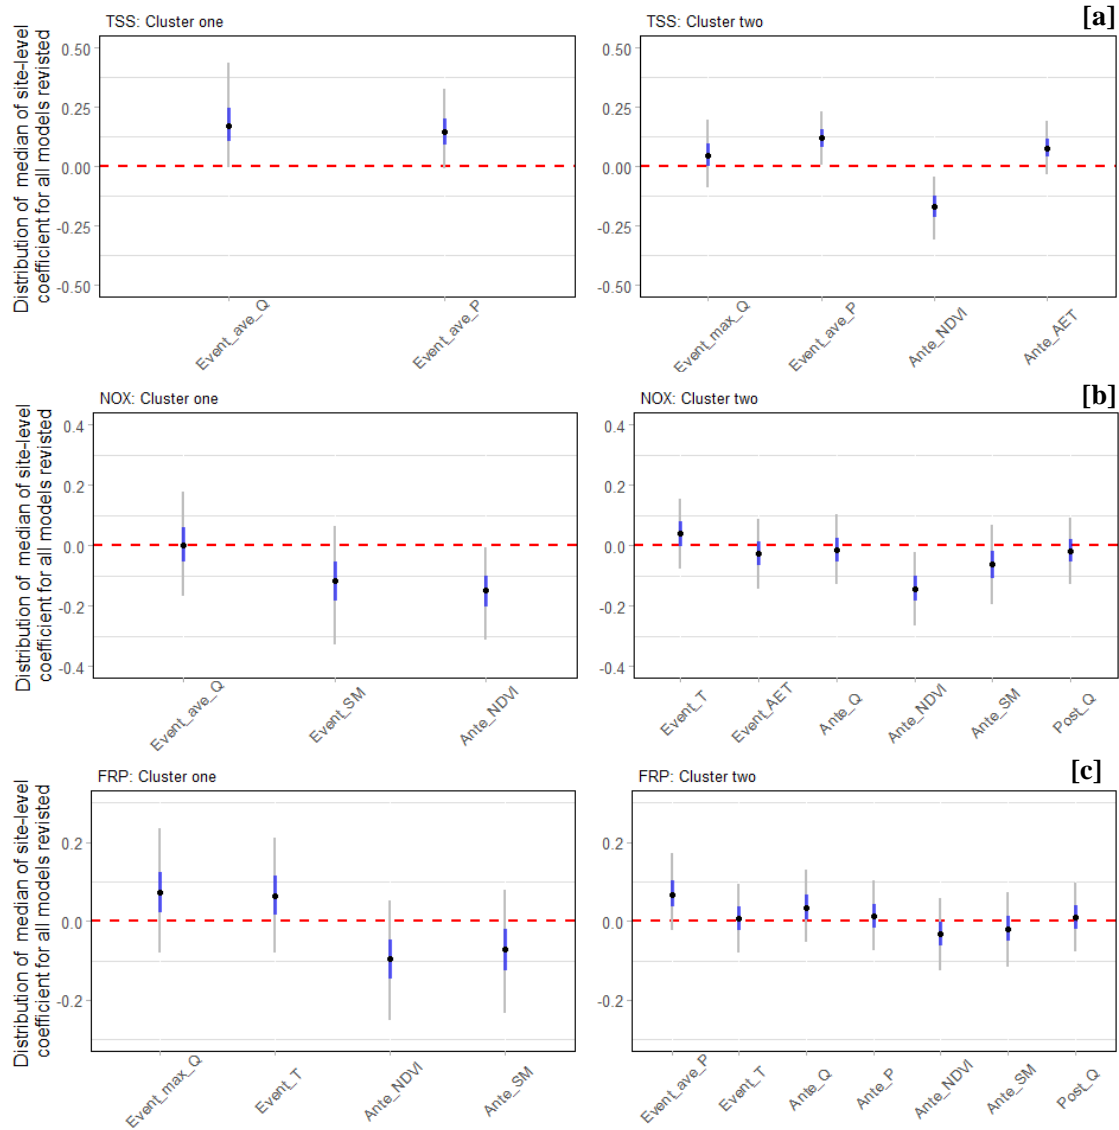 TSS: Cluster one
TSS: Cluster two
[a]
Distribution of median of site-level
coefficient for all models revisted
0.50
0.25
0.00
-0.25
-0.50
Event_ave_Q
Event_ave_P
0.50
0.25
0.00
-0.25
-0.50
Event_max_Q
Event_ave_P
Ante_NDVI
Ante_AET
NOX: Cluster one
NOX: Cluster two
[b]
Distribution of median of site-level
coefficient for all models revisted
0.4
0.2
0.0
-0.2
-0.4
Event_ave_Q
Event_SM
Ante_NDVI
0.4
0.2
0.0
-0.2
-0.4
Event_T
Event_AET
Ante_Q
Ante_NDVI
Ante_SM
Post_Q
FRP: Cluster one
FRP: Cluster two
[c]
Distribution of median of site-level
coefficient for all models revisted
0.2
0.0
-0.2
Event_max_Q
Event_T
Ante_NDVI
Ante_SM
0.2
0.0
-0.2
Event_ave_P
Event_T
Ante_Q
Ante_P
Ante_NDVI
Ante_SM
Post_Q